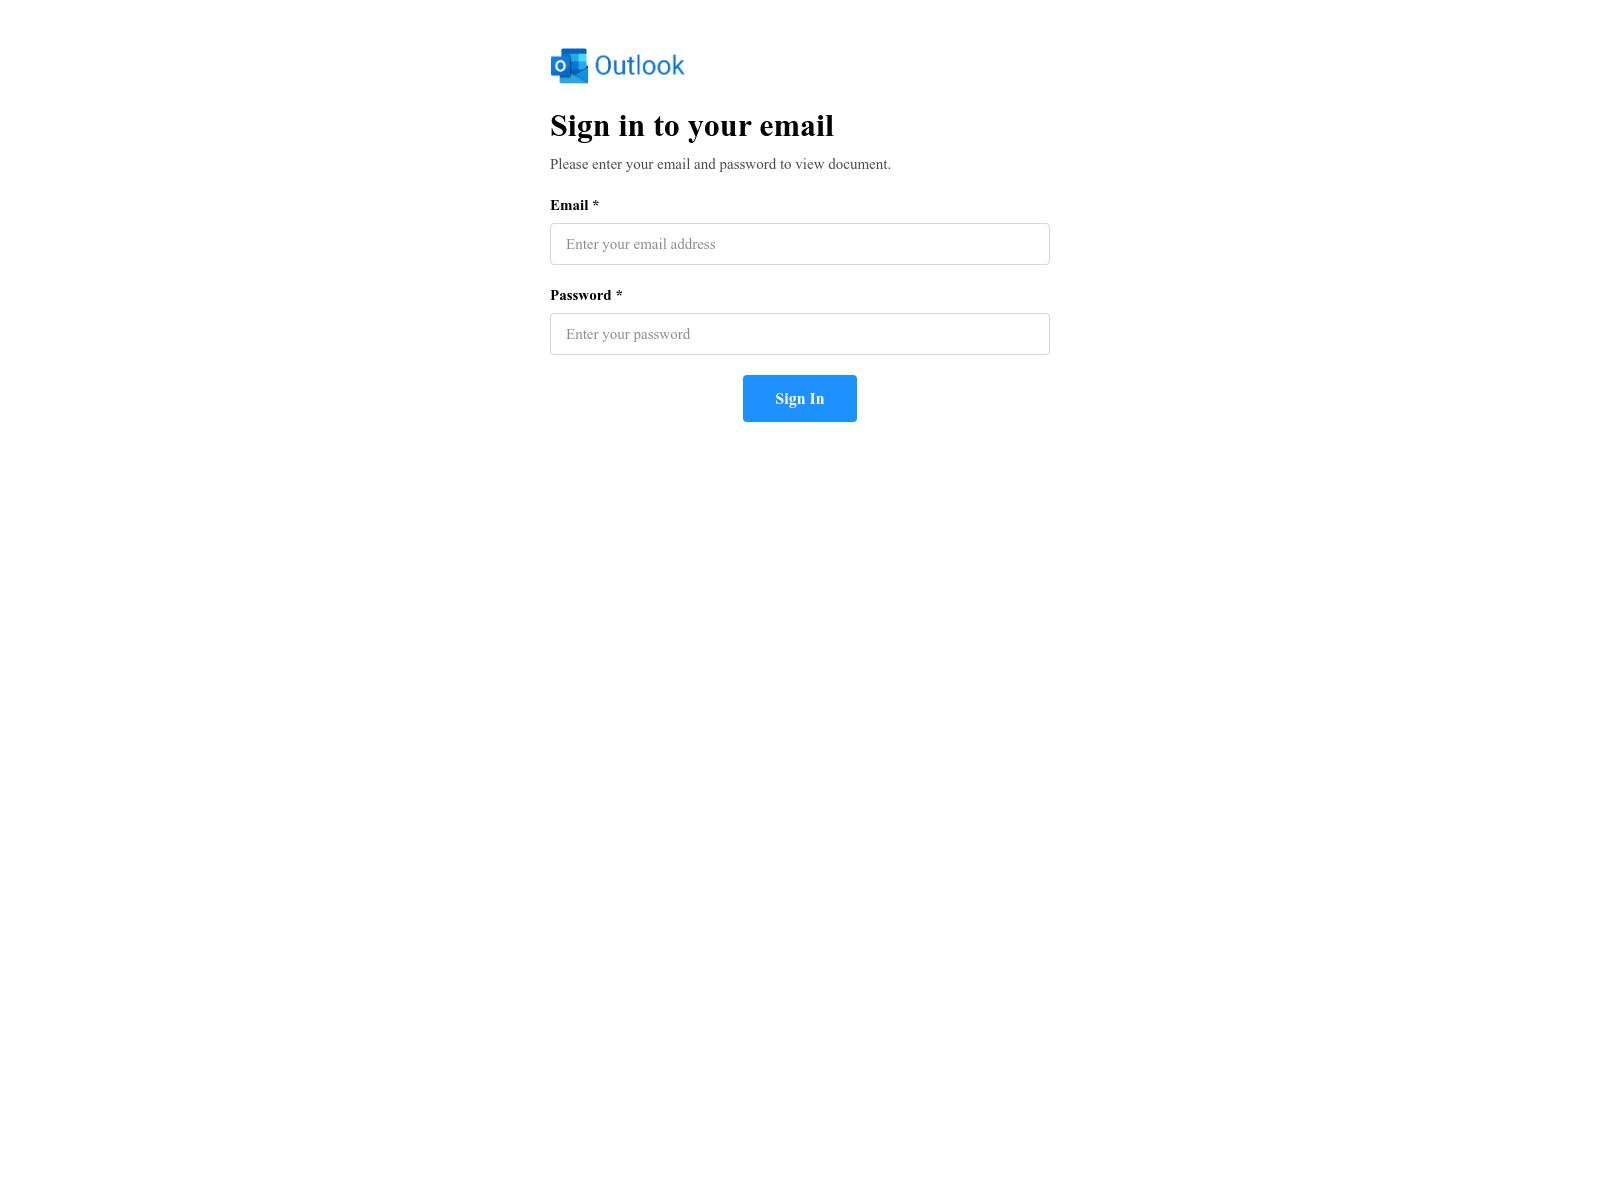 Outlook
Sign in to your email
Please enter your email and password to view document.
Email *
Enter your email address
Password *
Enter your password
Sign In